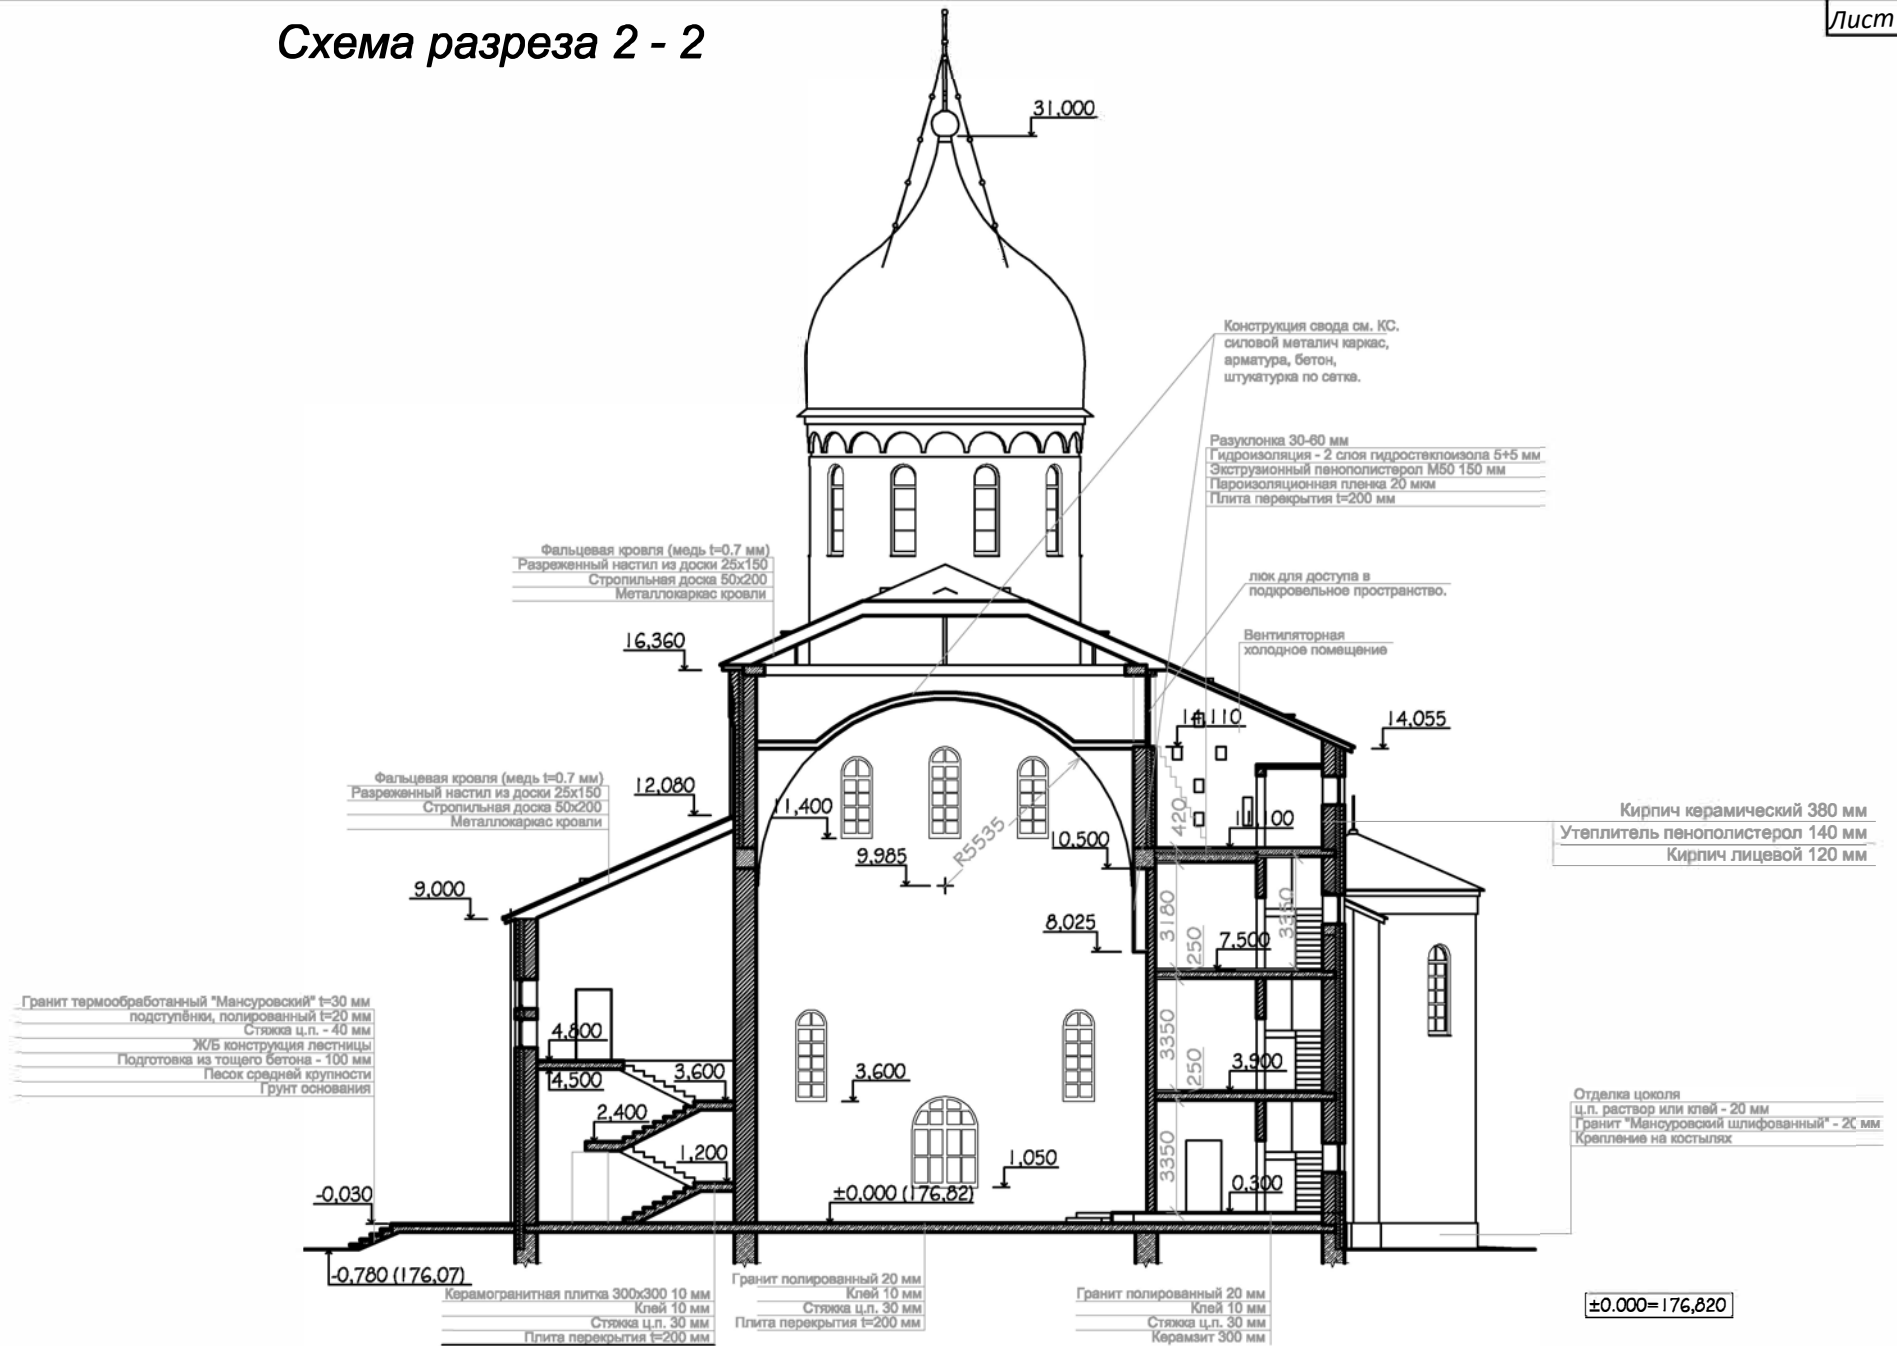 Схема разреза 2 - 2
Лист
31,000
Конструкция свода см. КС.
силовой металич каркас,
арматура, бетон,
штукатурка по сетке.
Разуклонка 30-60 мм
Гидроизоляция - 2 слоя гидростеклоизола 5+5 мм
Экструзионный пенополистерол М50 150 мм
Пароизоляционная пленка 20 мкм
Плита перекрытия t=200 мм
Фальцевая кровля (медь t=0.7 мм)
Разреженный настил из доски 25х150
Стропильная доска 50х200
Металлокаркас кровли
люк для доступа в
подкровельное пространство.
Вентиляторная
холодное помещение
16,360
14,110
14,055
Фальцевая кровля (медь t=0.7 мм)
Разреженный настил из доски 25х150
Стропильная доска 50х200
Металлокаркас кровли
12,080
11,400
R5535
10,500
420
11,100
Кирпич керамический 380 мм
Утеплитель пенополистерол 140 мм
Кирпич лицевой 120 мм
9,985
9,000
8,025
3180
250
7,500
3350
Гранит термообработанный "Мансуровский" t=30 мм
подступёнки, полированный t=20 мм
Стяжка ц.п. - 40 мм
Ж/Б конструкция лестницы
Подготовка из тощего бетона - 100 мм
Песок средней крупности
Грунт основания
4,800
4,500
3,600
2,400
1,200
3,600
3350
250
3,900
1,050
3350
0,300
Отделка цоколя
ц.п. раствор или клей - 20 мм
Гранит "Мансуровский шлифованный" - 20 мм
Крепление на костылях
-0,030
±0,000 (176,82)
-0,780 (176,07)
Керамогранитная плитка 300х300 10 мм
Клей 10 мм
Стяжка ц.п. 30 мм
Плита перекрытия t=200 мм
Гранит полированный 20 мм
Клей 10 мм
Стяжка ц.п. 30 мм
Плита перекрытия t=200 мм
Гранит полированный 20 мм
Клей 10 мм
Стяжка ц.п. 30 мм
Керамзит 300 мм
±0.000=176,820